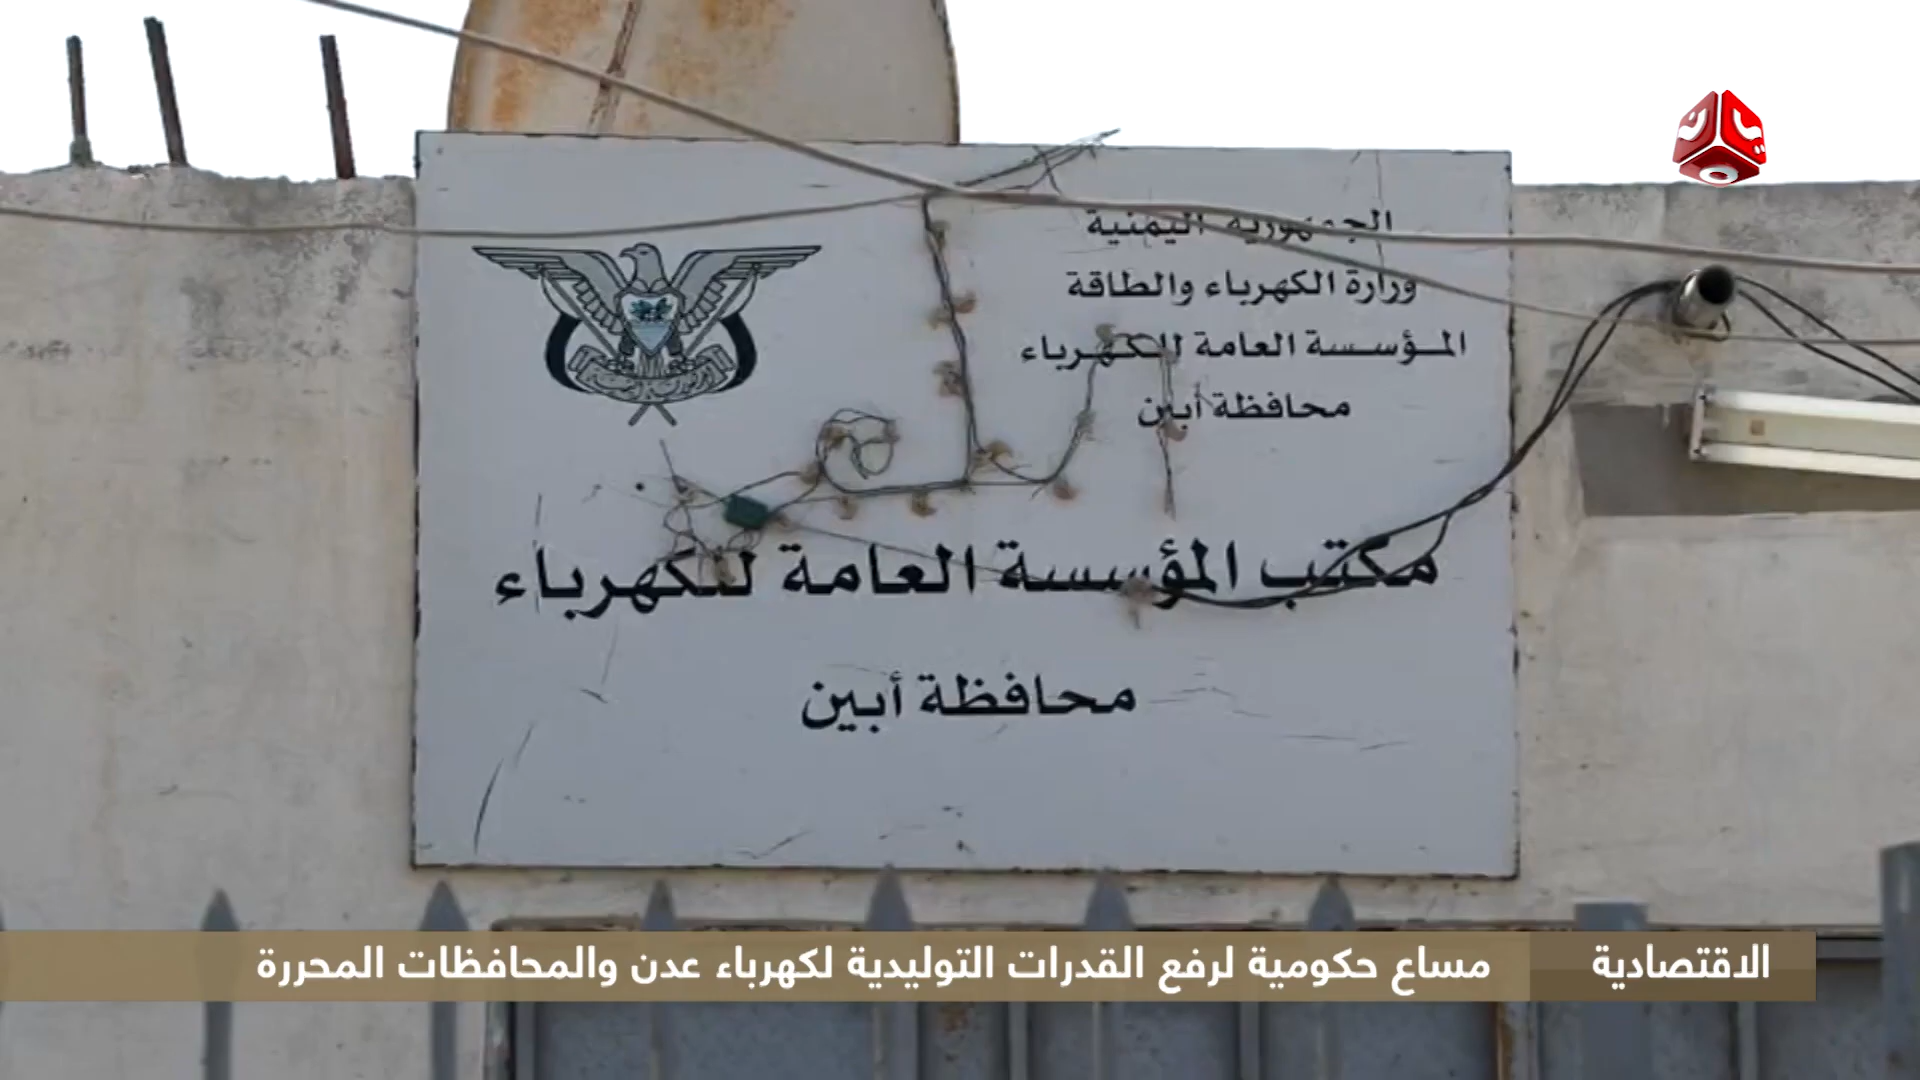 الجمهورية اليمنية
وزارة الكهرباء والطاقة
المؤسسة العامة للكهرباء
محافظة أبين
مكتب المؤسسة العامة للكهرباء
محافظة أبين
الاقتصادية
مساع حكومية لرفع القدرات التوليدية لكهرباء عدن والمحافظات المحررة